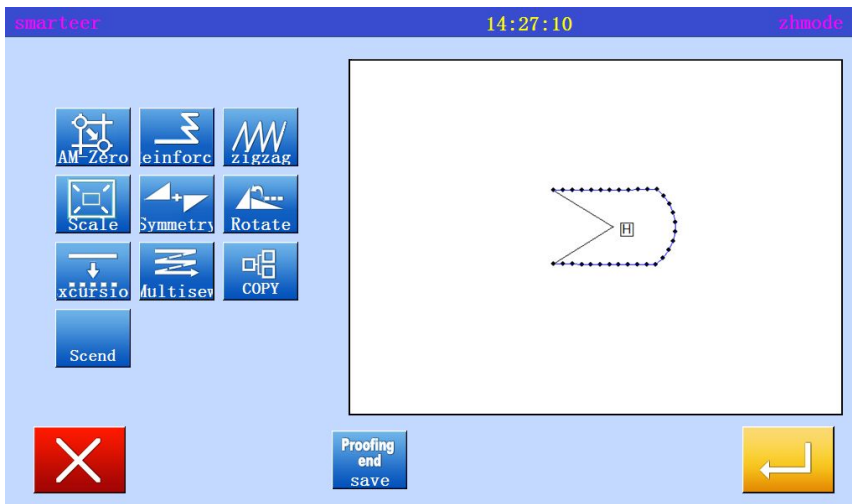 smarteer 14:27:10 zhmode
AM-Zero einforc zigzag
Scale Symmetry Rotate
xcursio Multisew COPY
Scend
H
Proofing
end
save